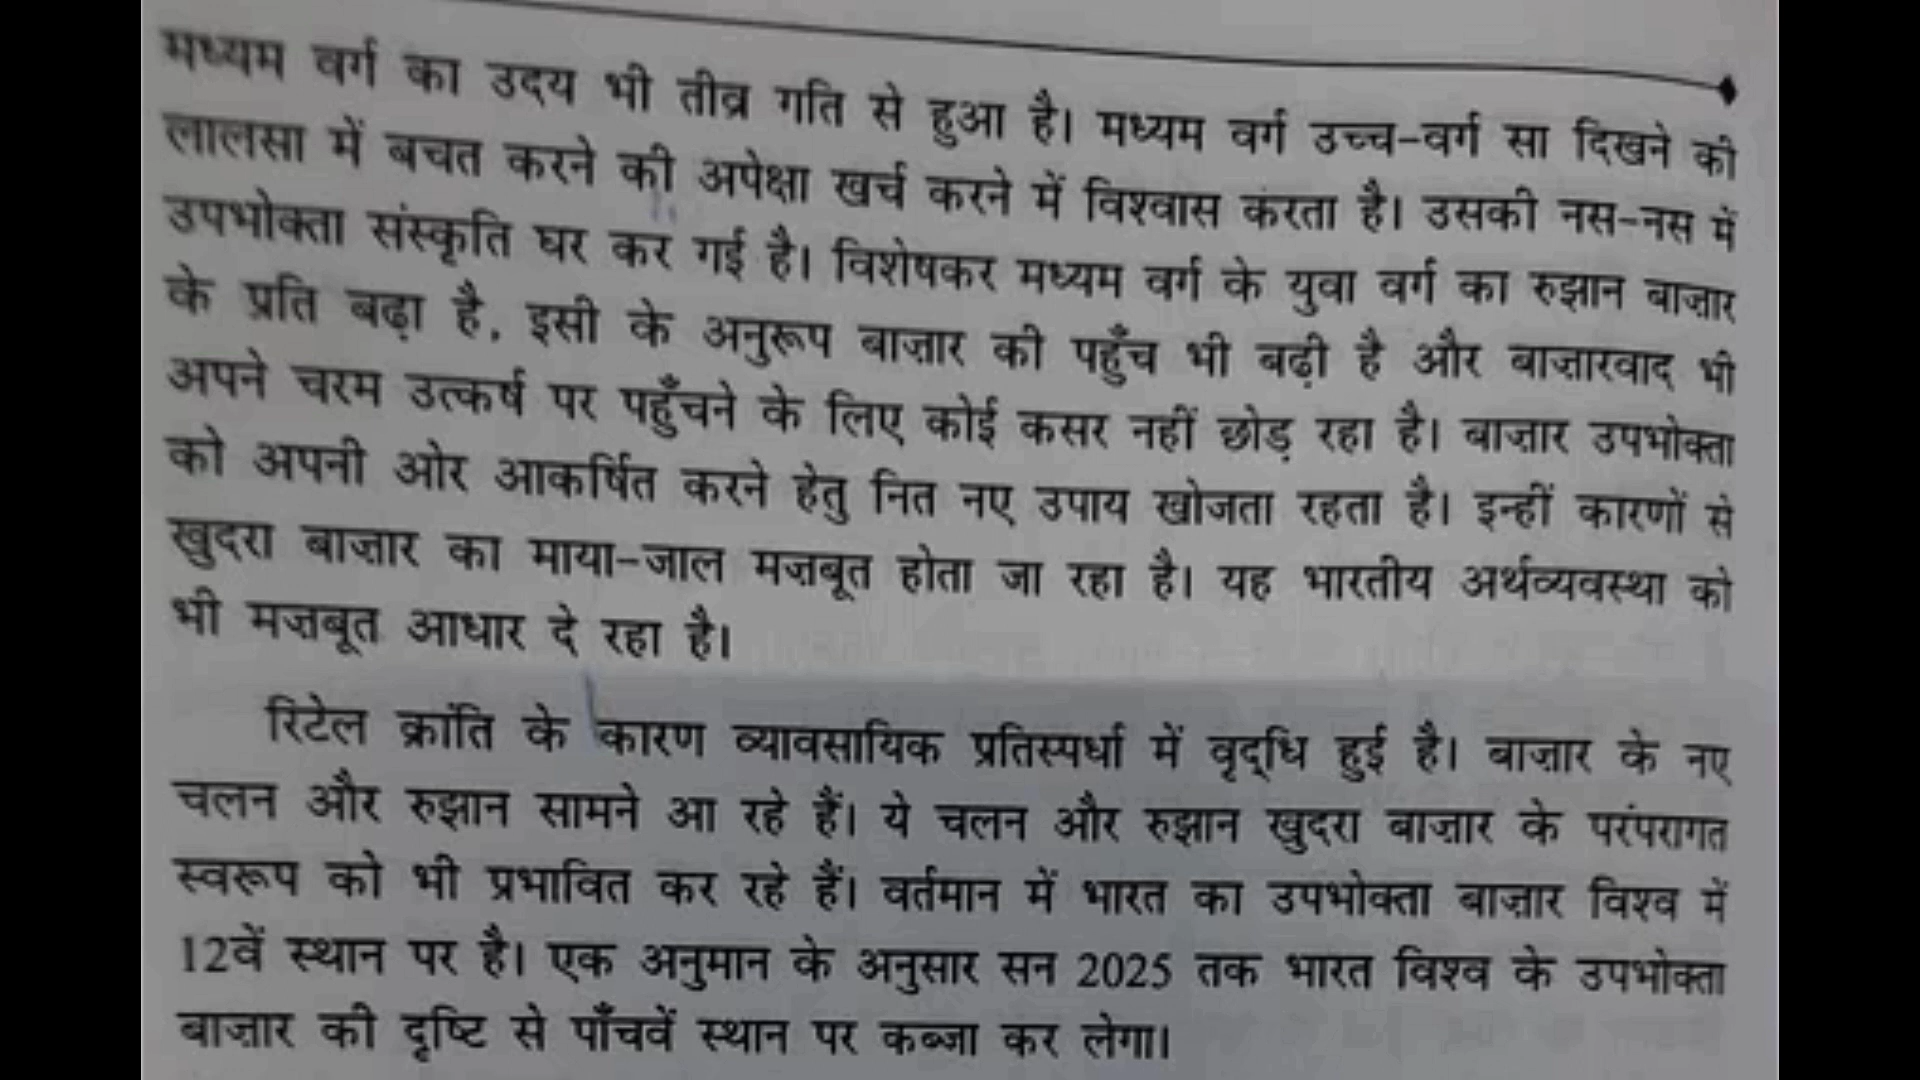 मध्यम वर्ग का उदय भी तीव्र गति से हुआ है। मध्यम वर्ग उच्च-वर्ग सा दिखने की
लालसा में बचत करने की अपेक्षा खर्च करने में विश्वास करता है। उसकी नस-नस में
उपभोक्ता संस्कृति घर कर गई है। विशेषकर मध्यम वर्ग के युवा वर्ग का रुझान बाज़ार
के प्रति बढ़ा है, इसी के अनुरूप बाज़ार की पहुँच भी बढ़ी है और बाज़ारवाद भी
अपने चरम उत्कर्ष पर पहुँचने के लिए कोई कसर नहीं छोड़ रहा है। बाज़ार उपभोक्ता
को अपनी ओर आकर्षित करने हेतु नित नए उपाय खोजता रहता है। इन्हीं कारणों से
खुदरा बाज़ार का माया-जाल मज़बूत होता जा रहा है। यह भारतीय अर्थव्यवस्था को
भी मज़बूत आधार दे रहा है।
रिटेल क्रांति के कारण व्यावसायिक प्रतिस्पर्धा में वृद्‌धि हुई है। बाज़ार के नए
चलन और रुझान सामने आ रहे हैं। ये चलन और रुझान खुदरा बाज़ार के परंपरागत
स्वरूप को भी प्रभावित कर रहे हैं। वर्तमान में भारत का उपभोक्ता बाज़ार विश्व में
12वें स्थान पर है। एक अनुमान के अनुसार सन 2025 तक भारत विश्व के उपभोक्ता
बाज़ार की दृष्टि से पाँचवें स्थान पर कब्जा कर लेगा।